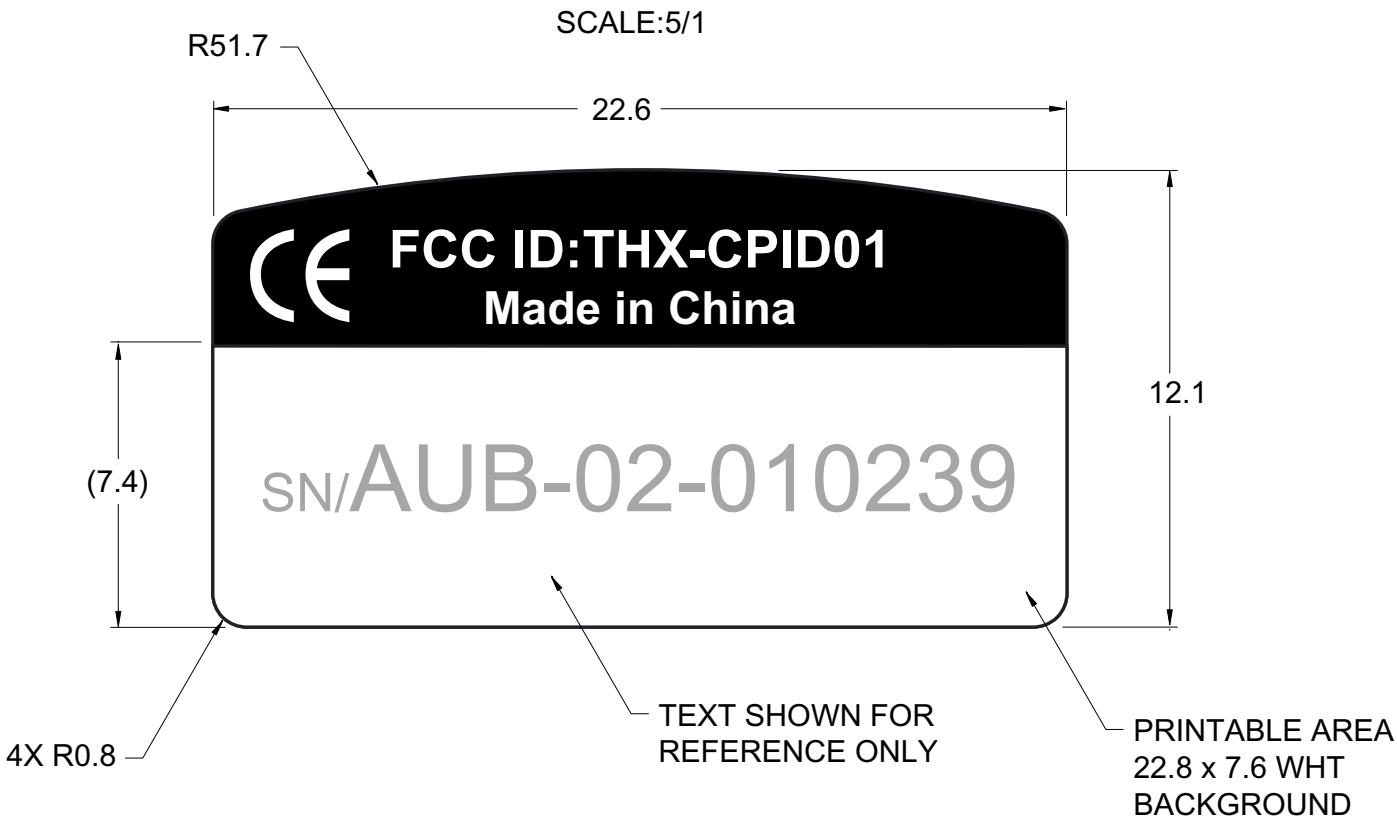 SCALE:5/1
R51.7
22.6
CE FCC ID:THX-CPID01
Made in China
12.1
(7.4)
SN/AUB-02-010239
TEXT SHOWN FOR
REFERENCE ONLY
4X R0.8
PRINTABLE AREA
22.8 x 7.6 WHT
BACKGROUND